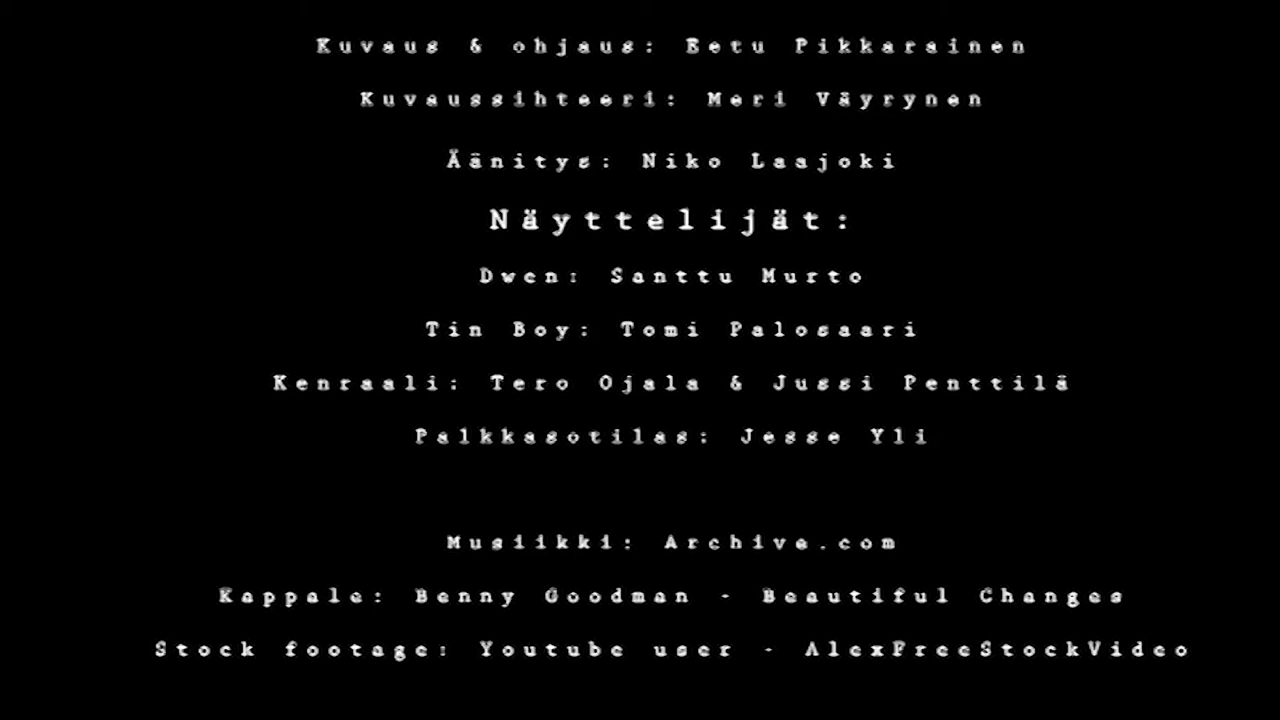 Kuvaus & ohjaus: Eetu Pikkarainen
Kuvaussihteeri: Meri Väyrynen
Äänitys: Niko Laajoki
Näyttelijät:
Dwen: Santtu Murto
Tin Boy: Tomi Palosaari
Kenraali: Tero Ojala & Jussi Penttilä
Palkkasotilas: Jesse Yli
Musiikki: Archive.com
Kappale: Benny Goodman - Beautiful Changes
Stock footage: Youtube user - AlexFreeStockVideo